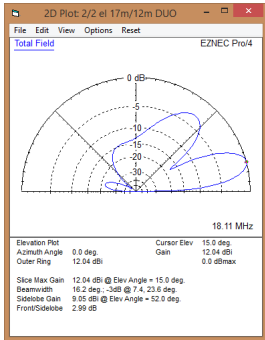 2D Plot: 2/2 el 17m/12m DUO
File Edit View Options Reset
Total Field EZNEC Pro/4
0 dB
-5
-10
-15
-20
-30
18.11 MHz
Elevation Plot Cursor Elev 15.0 deg.
Azimuth Angle 0.0 deg. Gain 12.04 dBi
Outer Ring 12.04 dBi 0.0 dBmax
Slice Max Gain 12.04 dBi @ Elev Angle = 15.0 deg.
Beamwidth 16.2 deg.; -3dB @ 7.4, 23.6 deg.
Sidelobe Gain 9.05 dBi @ Elev Angle = 52.0 deg.
Front/Sidelobe 2.99 dB